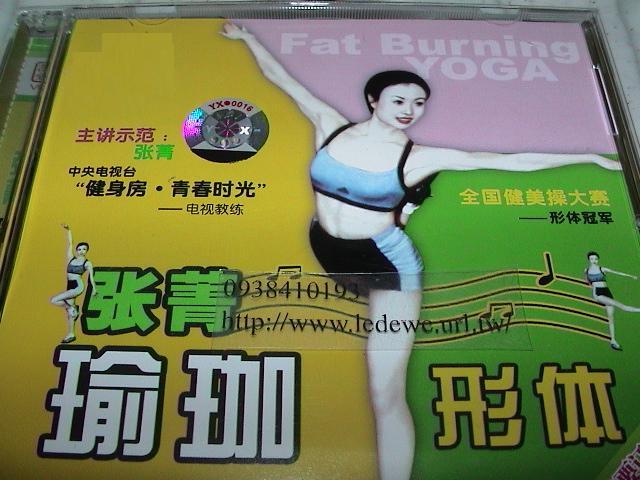 Fat Burning
YOGA
YX●0016
主讲示范：
张菁
中央电视台
“健身房·青春时光”
——电视教练
全国健美操大赛
——形体冠军
张菁
0938410193
http://www.ledewe.url.tw/
瑜珈 形体